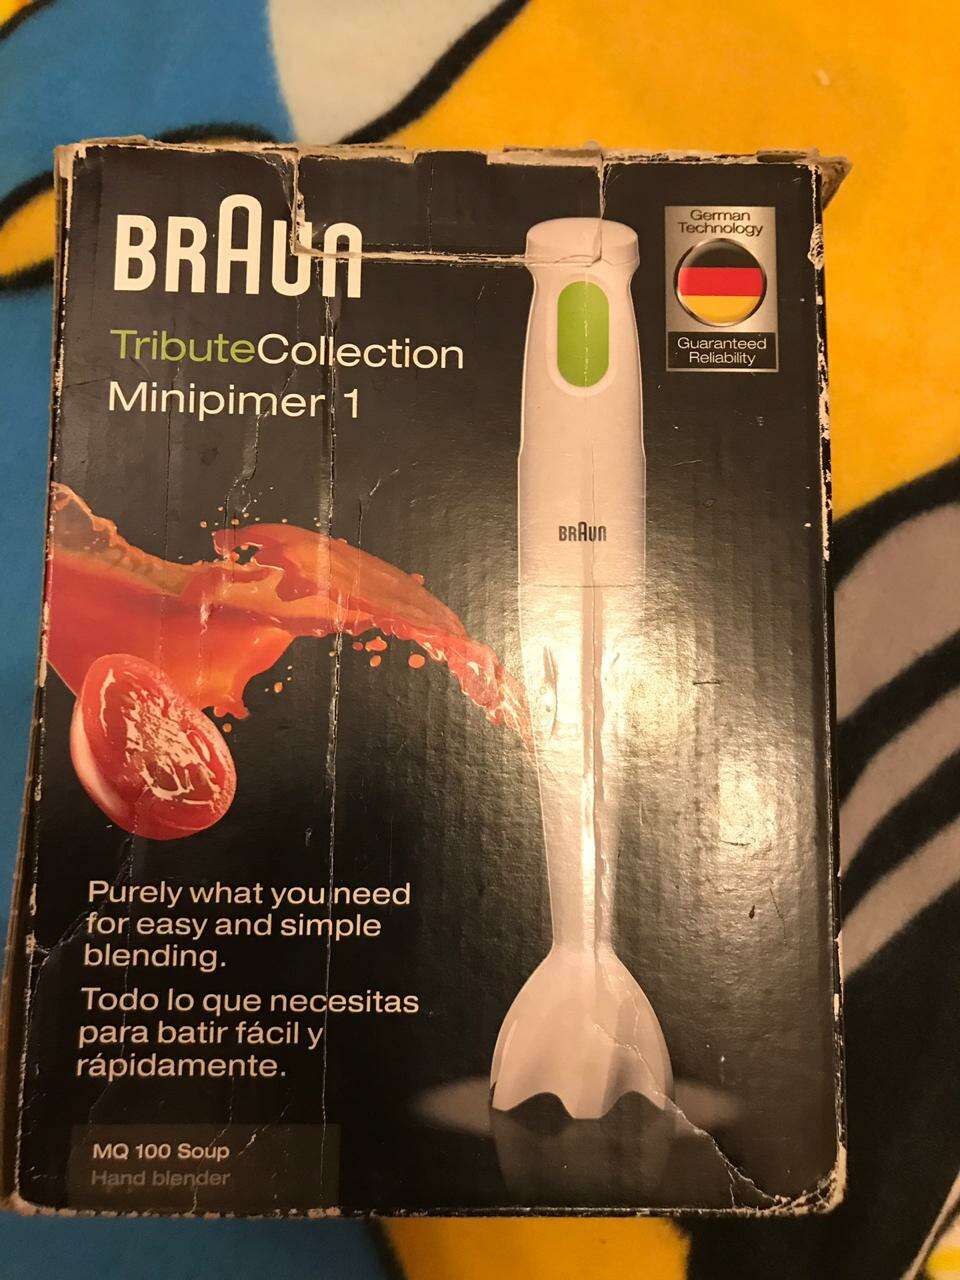 BRAUN
TributeCollection
Minipimer 1
German
Technology
Guaranteed
Reliability
BRAUN
Purely what you need
for easy and simple
blending.
Todo lo que necesitas
para batir fácil y
rápidamente.
MQ 100 Soup
Hand blender